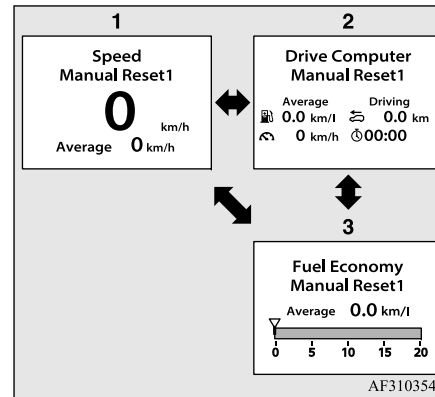 1
Speed
Manual Reset1
0
km/h
Average 0 km/h
2
Drive Computer
Manual Reset1
Average Driving
0.0 km/l 0.0 km
0 km/h 00:00
3
Fuel Economy
Manual Reset1
Average 0.0 km/l
0 5 10 15 20
AF310354